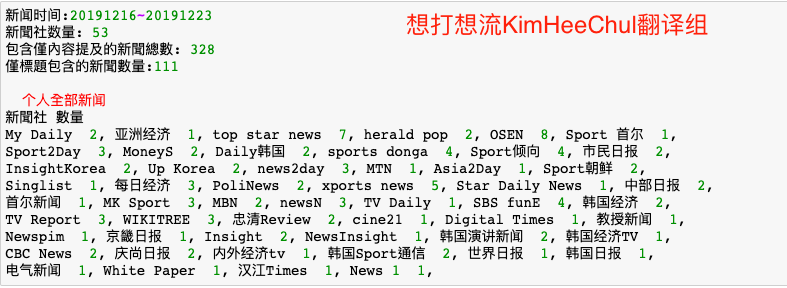 新闻时间:20191216~20191223
想打想流KimHeeChul翻译组
新聞社数量: 53
包含僅內容提及的新聞總數: 328
僅標題包含的新聞數量:111
个人全部新闻
新聞社 數量
My Daily 2, 亚洲经济 1, top star news 7, herald pop 2, OSEN 8, Sport 首尔 1,
Sport2Day 3, MoneyS 2, Daily韩国 2, sports donga 4, Sport倾向 4, 市民日报 2,
InsightKorea 2, Up Korea 2, news2day 3, MTN 1, Asia2Day 1, Sport朝鲜 2,
Singlist 1, 每日经济 3, PoliNews 2, xports news 5, Star Daily News 1, 中部日报 2,
首尔新闻 1, MK Sport 3, MBN 2, newsN 3, TV Daily 1, SBS funE 4, 韩国经济 2,
TV Report 3, WIKITREE 3, 忠清Review 2, cine21 1, Digital Times 1, 教授新闻 1,
Newspim 1, 京畿日报 1, Insight 2, NewsInsight 1, 韩国演讲新闻 2, 韩国经济TV 1,
CBC News 2, 庆尚日报 2, 内外经济tv 1, 韩国Sport通信 2, 世界日报 1, 韩国日报 1,
电气新闻 1, White Paper 1, 汉江Times 1, News 1 1,